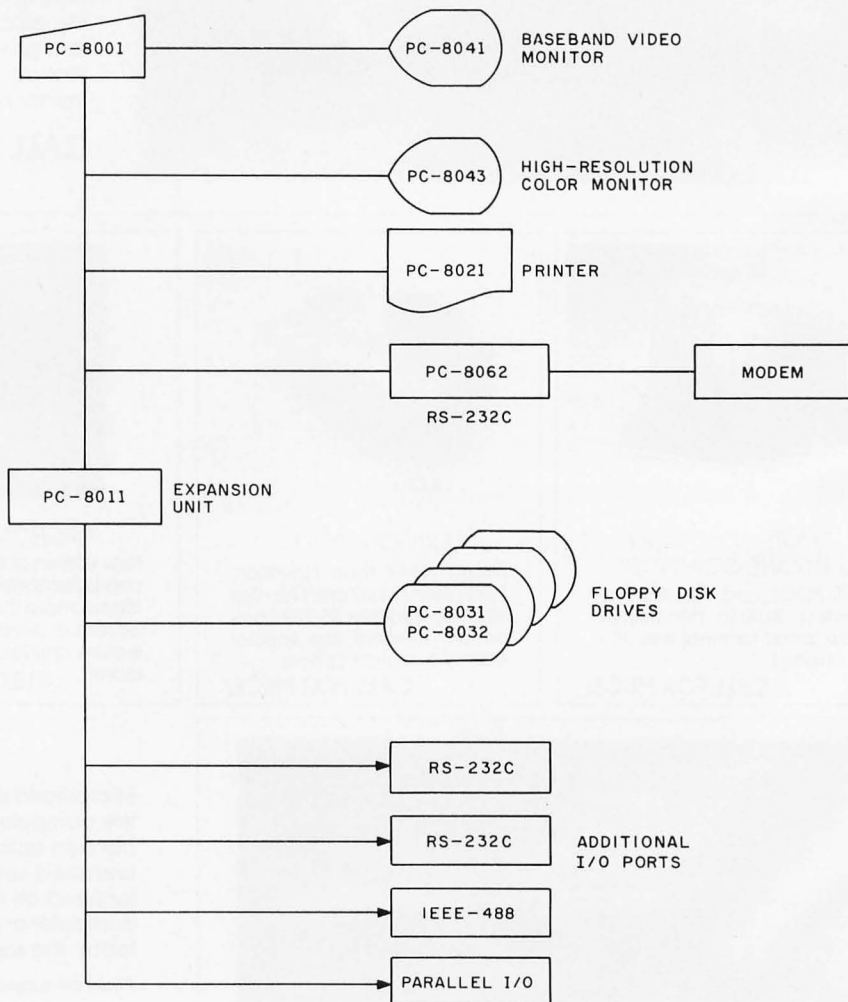 PC-8001
PC-8041
BASEBAND VIDEO
MONITOR
PC-8043
HIGH-RESOLUTION
COLOR MONITOR
PC-8021
PRINTER
PC-8062
RS-232C
MODEM
PC-8011
EXPANSION
UNIT
PC-8031
PC-8032
FLOPPY DISK
DRIVES
RS-232C
RS-232C
ADDITIONAL
I/O PORTS
IEEE-488
PARALLEL I/O